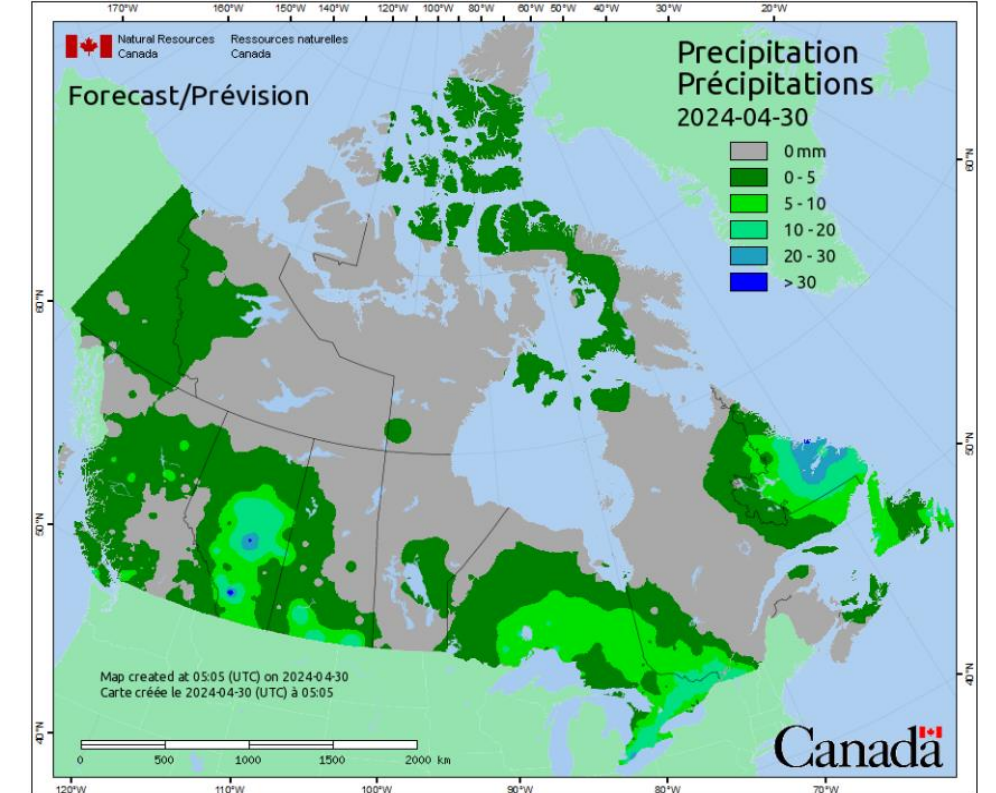 170°W 160°W 150°W 140°W 120°W 100°W 80°W 60°W 50°W 40°W 30°W 20°W
Natural Resources Ressources naturelles
Canada Canada
Forecast/Prévision
Precipitation
Précipitations
2024-04-30
0 mm
0 - 5
5 - 10
10 - 20
20 - 30
> 30
60°N
60°N
50°N
50°N
40°N
40°N
Map created at 05:05 (UTC) on 2024-04-30
Carte créée le 2024-04-30 (UTC) à 05:05
0 500 1000 1500 2000 km
Canada
120°W 110°W 100°W 90°W 80°W 70°W